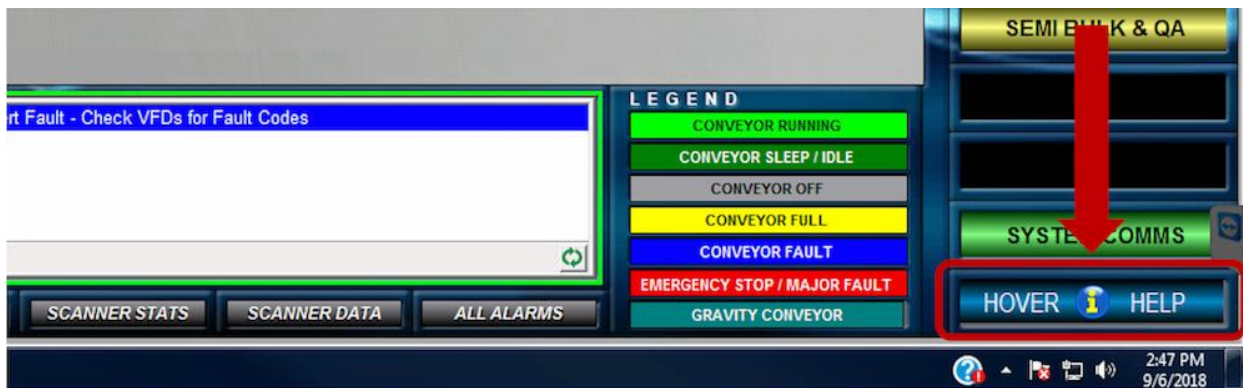 SEMI BULK & QA
rt Fault - Check VFDs for Fault Codes
LEGEND
CONVEYOR RUNNING
CONVEYOR SLEEP / IDLE
CONVEYOR OFF
CONVEYOR FULL
CONVEYOR FAULT
EMERGENCY STOP / MAJOR FAULT
GRAVITY CONVEYOR
SYSTEM COMMS
HOVER i HELP
SCANNER STATS
SCANNER DATA
ALL ALARMS
2:47 PM
9/6/2018